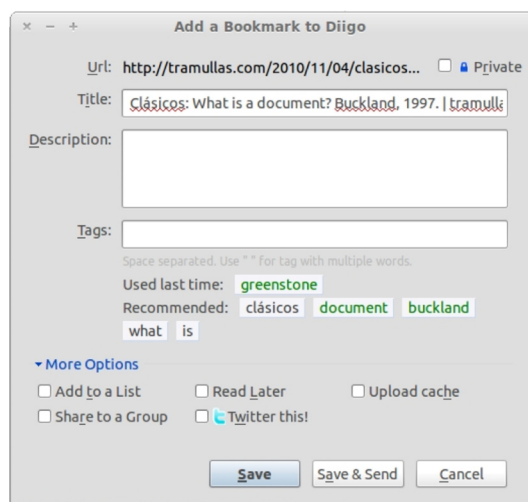 Add a Bookmark to Diigo
Url: http://tramullas.com/2010/11/04/clasicos... Private
Title: Clásicos: What is a document? Buckland, 1997. | tramulla
Description:
Tags:
Space separated. Use " " for tag with multiple words.
Used last time: greenstone
Recommended: clásicos document buckland
what is
More Options
Add to a List Read Later Upload cache
Share to a Group Twitter this!
Save Save & Send Cancel